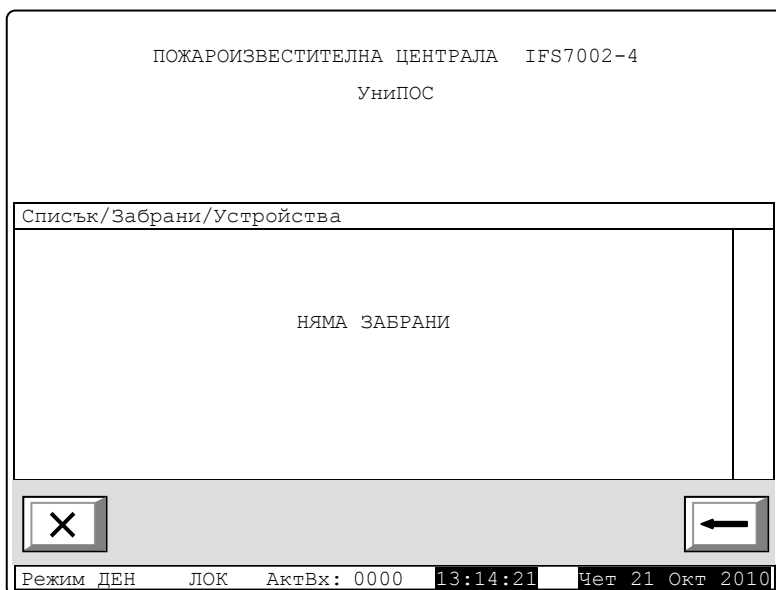 ПОЖАРОИЗВЕСТИТЕЛНА ЦЕНТРАЛА IFS7002-4
УниПОС
Списък/Забрани/Устройства
НЯМА ЗАБРАНИ
Режим ДЕН ЛОК АктВх: 0000 13:14:21 Чет 21 Окт 2010